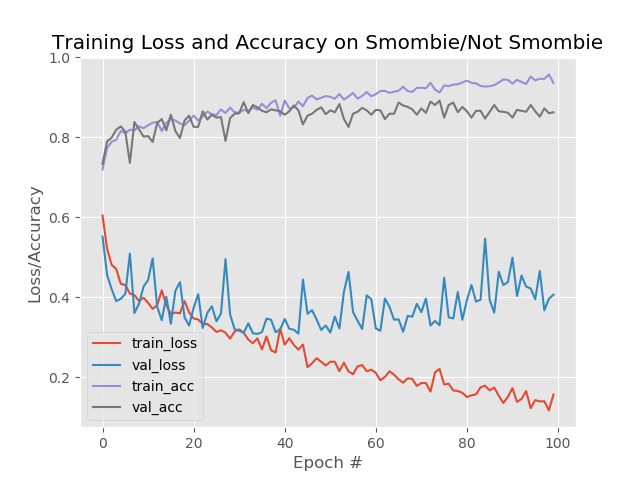 Training Loss and Accuracy on Smombie/Not Smombie
1.0
0.8
0.6
0.4
0.2
Loss/Accuracy
train_loss
val_loss
train_acc
val_acc
0 20 40 60 80 100
Epoch #